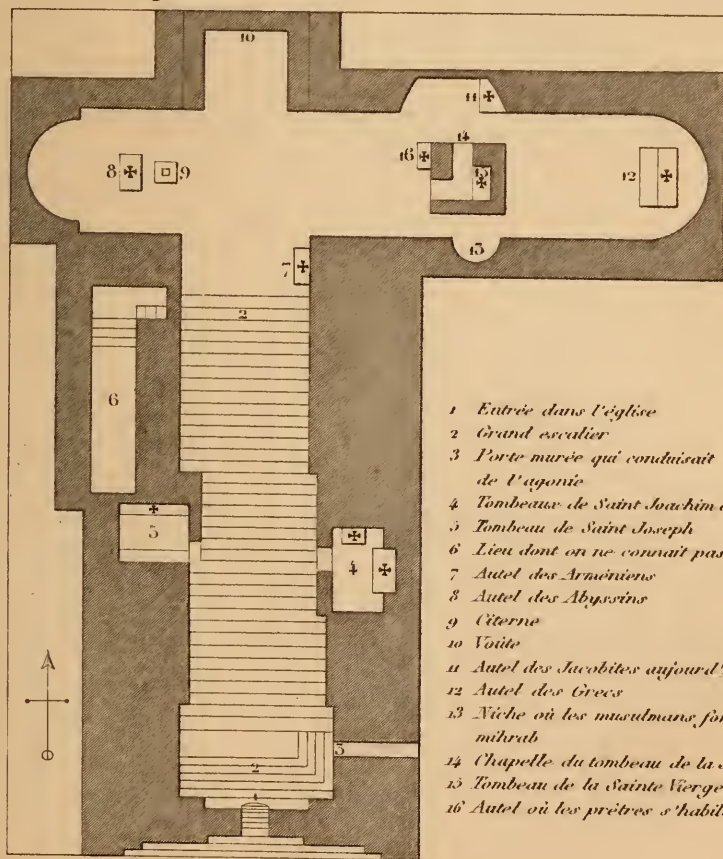 10
11
14
16
15
8
9
12
13
7
2
6
5
4
3
2
1
1 Entrée dans l'église
2 Grand escalier
3 Porte murée qui conduisait
de l'agonie
4 Tombeaux de Saint Joachim
5 Tombeau de Saint Joseph
6 Lieu dont on ne connait pas
7 Autel des Arméniens
8 Autel des Abyssins
9 Citerne
10 Voûte
11 Autel des Jacobites aujourd'
12 Autel des Grecs
13 Niche où les musulmans
mihrab
14 Chapelle du tombeau de la
15 Tombeau de la Sainte Vierge
16 Autel où les prêtres